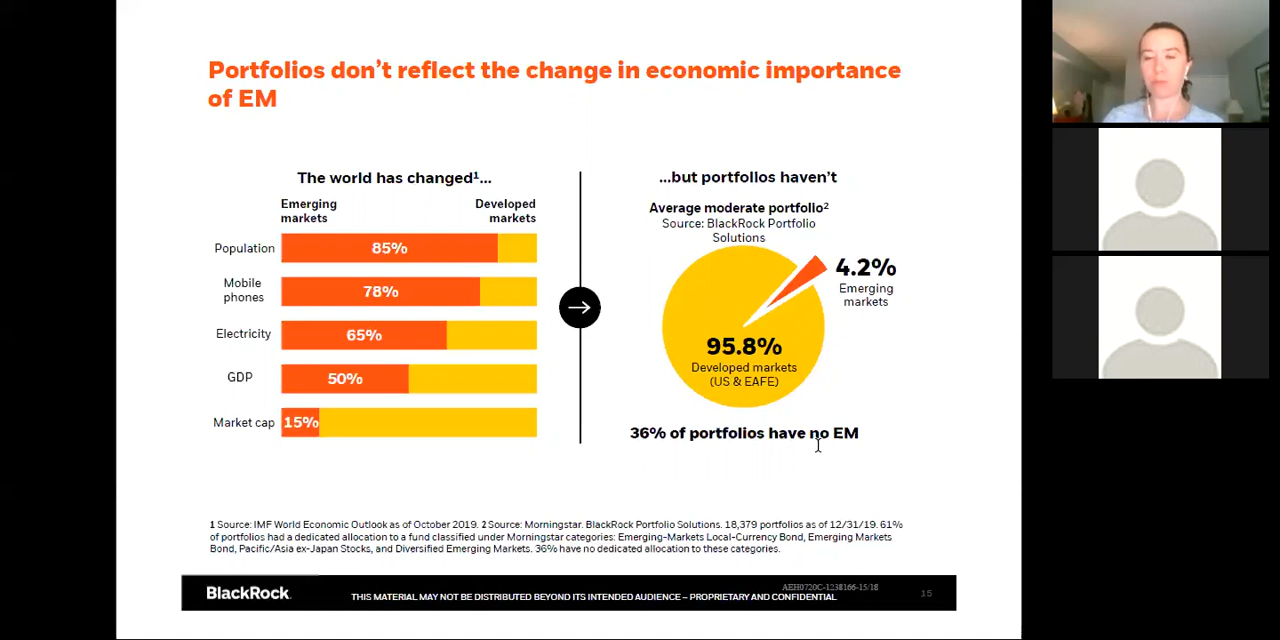 Portfolios don’t reflect the change in economic importance
of EM
The world has changed¹...
Emerging
markets
Developed
markets
Population
85%
Mobile
phones
78%
Electricity
65%
GDP
50%
Market cap
15%
...but portfolios haven’t
Average moderate portfolio²
Source: BlackRock Portfolio
Solutions
4.2%
Emerging
markets
95.8%
Developed markets
(US & EAFE)
36% of portfolios have no EM
1 Source: IMF World Economic Outlook as of October 2019. 2 Source: Morningstar. BlackRock Portfolio Solutions. 18,379 portfolios as of 12/31/19. 61%
of portfolios had a dedicated allocation to a fund classified under Morningstar categories: Emerging-Markets Local-Currency Bond, Emerging Markets
Bond, Pacific/Asia ex-Japan Stocks, and Diversified Emerging Markets. 36% have no dedicated allocation to these categories.
BlackRock.
THIS MATERIAL MAY NOT BE DISTRIBUTED BEYOND ITS INTENDED AUDIENCE – PROPRIETARY AND CONFIDENTIAL
AEH0720C-1238166-15/18
15